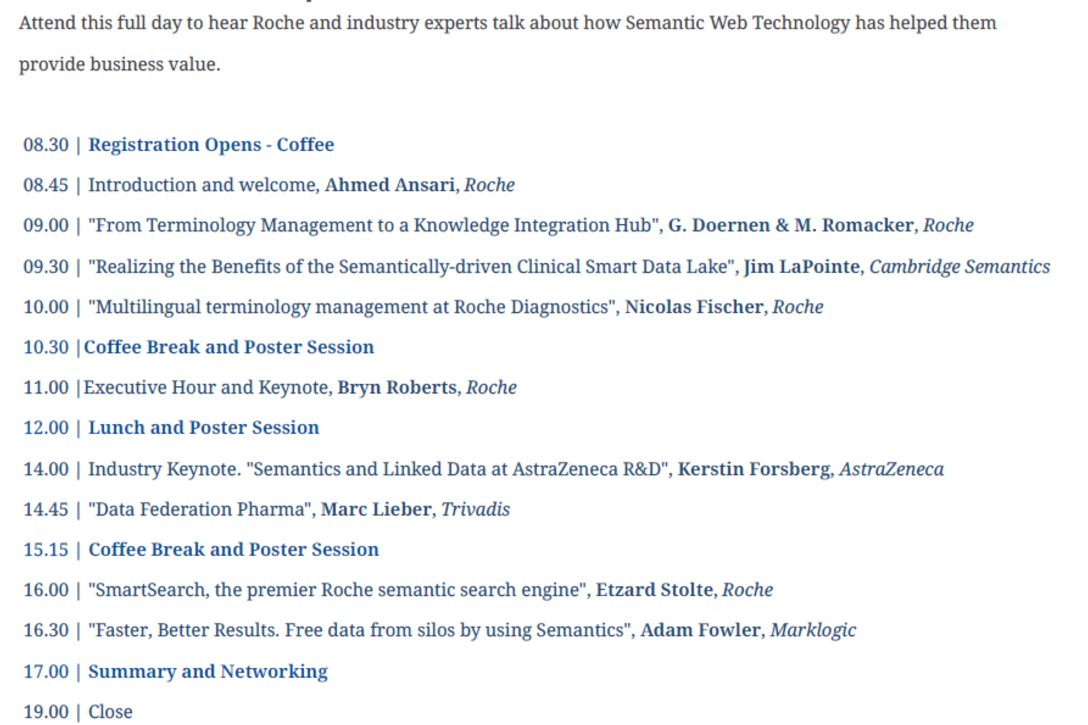 Attend this full day to hear Roche and industry experts talk about how Semantic Web Technology has helped them
provide business value.
08.30 | Registration Opens - Coffee
08.45 | Introduction and welcome, Ahmed Ansari, Roche
09.00 | "From Terminology Management to a Knowledge Integration Hub", G. Doernen & M. Romacker, Roche
09.30 | "Realizing the Benefits of the Semantically-driven Clinical Smart Data Lake", Jim LaPointe, Cambridge Semantics
10.00 | "Multilingual terminology management at Roche Diagnostics", Nicolas Fischer, Roche
10.30 |Coffee Break and Poster Session
11.00 |Executive Hour and Keynote, Bryn Roberts, Roche
12.00 | Lunch and Poster Session
14.00 | Industry Keynote. "Semantics and Linked Data at AstraZeneca R&D", Kerstin Forsberg, AstraZeneca
14.45 | "Data Federation Pharma", Marc Lieber, Trivadis
15.15 | Coffee Break and Poster Session
16.00 | "SmartSearch, the premier Roche semantic search engine", Etzard Stolte, Roche
16.30 | "Faster, Better Results. Free data from silos by using Semantics", Adam Fowler, Marklogic
17.00 | Summary and Networking
19.00 | Close